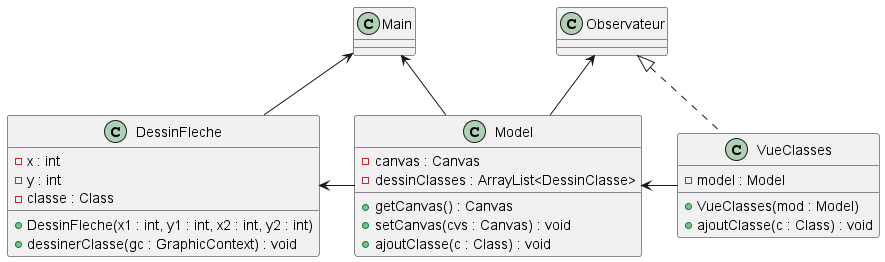 C Main
C Observateur
C DessinFleche
x : int
y : int
classe : Class
DessinFleche(x1 : int, y1 : int, x2 : int, y2 : int)
dessinerClasse(gc : GraphicContext) : void
C Model
canvas : Canvas
dessinClasses : ArrayList<DessinClasse>
getCanvas() : Canvas
setCanvas(cvs : Canvas) : void
ajoutClasse(c : Class) : void
C VueClasses
model : Model
VueClasses(mod : Model)
ajoutClasse(c : Class) : void